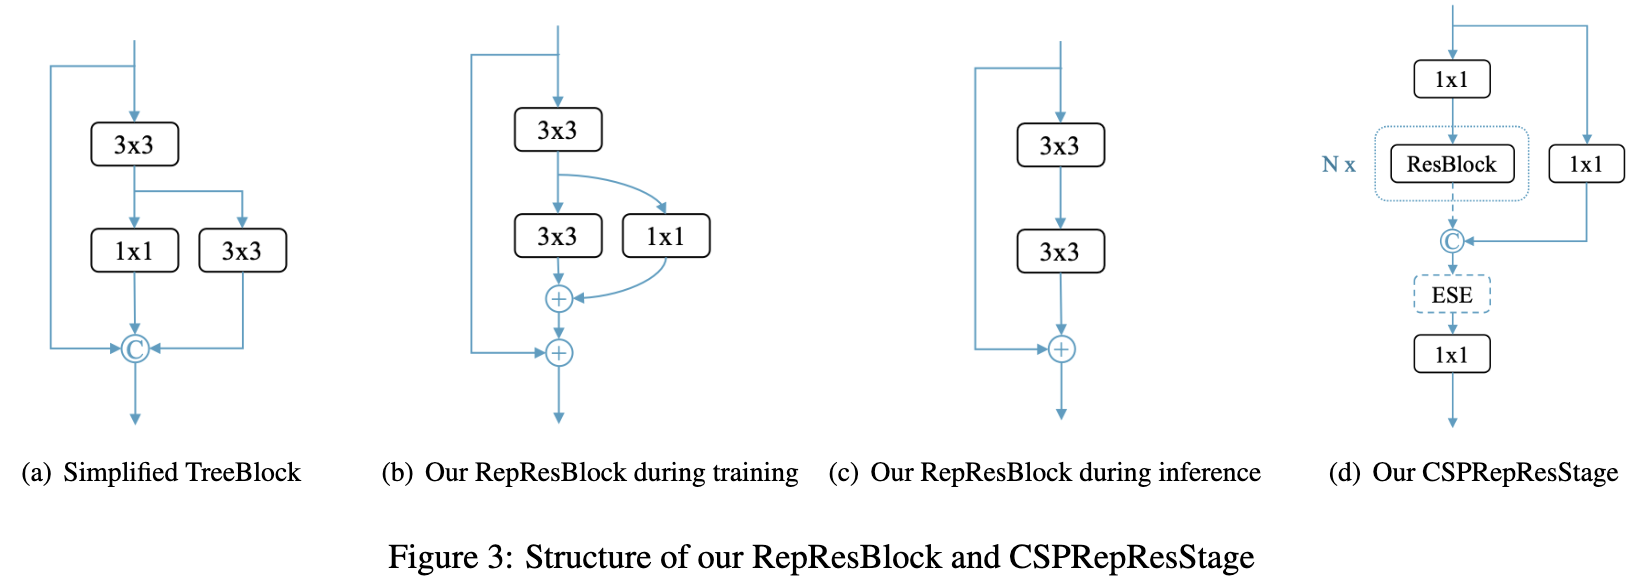 3x3
1x1
3x3
C
(a) Simplified TreeBlock
3x3
3x3
1x1
+
+
(b) Our RepResBlock during training
3x3
3x3
+
(c) Our RepResBlock during inference
1x1
N x
ResBlock
1x1
C
ESE
1x1
(d) Our CSPRepResStage
Figure 3: Structure of our RepResBlock and CSPRepResStage